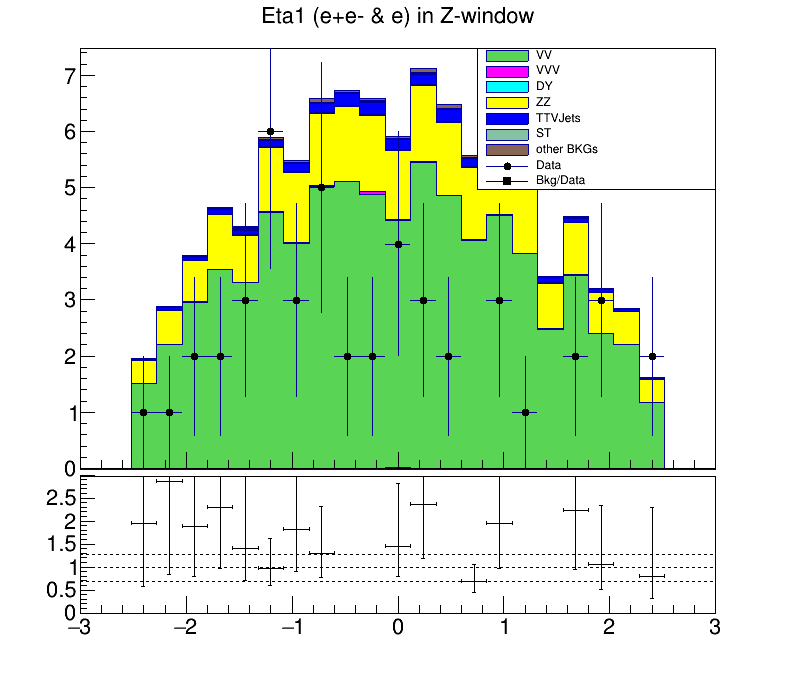 Eta1 (e+e- & e) in Z-window
7
6
5
4
3
2
1
0
VV
VVV
DY
ZZ
TTVJets
ST
other BKGs
Data
Bkg/Data
2.5
2
1.5
1
0.5
0
−3 −2 −1 0 1 2 3